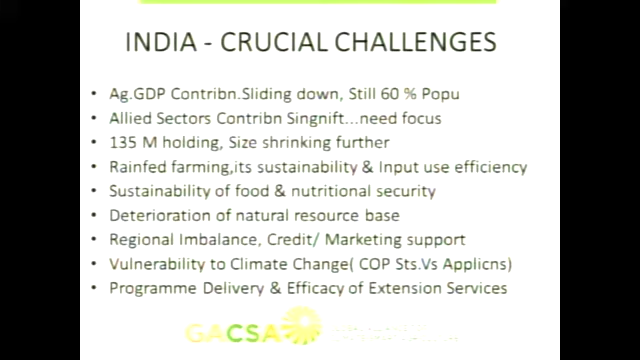 INDIA - CRUCIAL CHALLENGES
• Ag.GDP Contribn.Sliding down, Still 60 % Popu
• Allied Sectors Contribn Singnift...need focus
• 135 M holding, Size shrinking further
• Rainfed farming,its sustainability & Input use efficiency
• Sustainability of food & nutritional security
• Deterioration of natural resource base
• Regional Imbalance, Credit/ Marketing support
• Vulnerability to Climate Change( COP Sts.Vs Applicns)
• Programme Delivery & Efficacy of Extension Services
GACSA